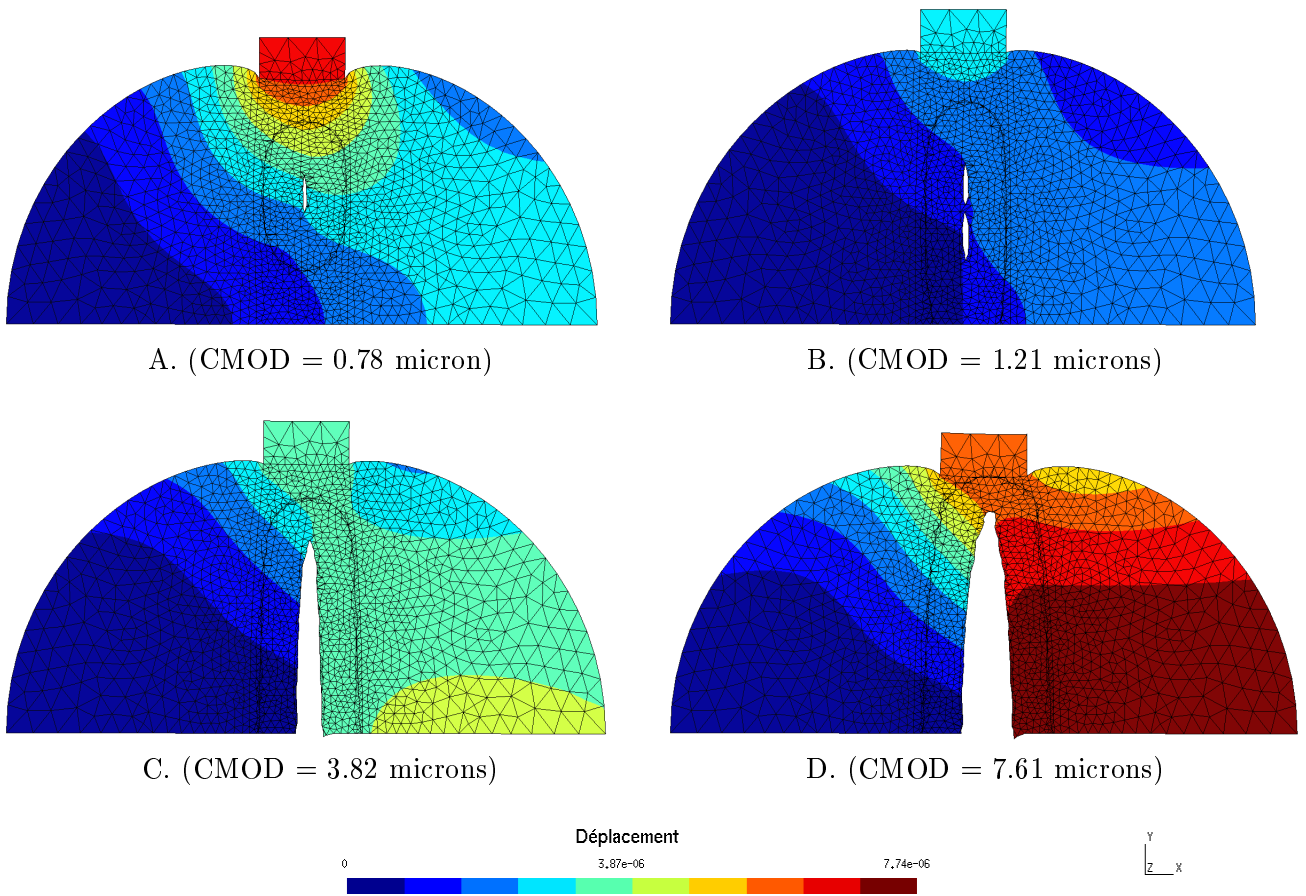 A. (CMOD = 0.78 micron)
B. (CMOD = 1.21 microns)
C. (CMOD = 3.82 microns)
D. (CMOD = 7.61 microns)
Déplacement
0 3.87e-06 7.74e-06
Y
Z X